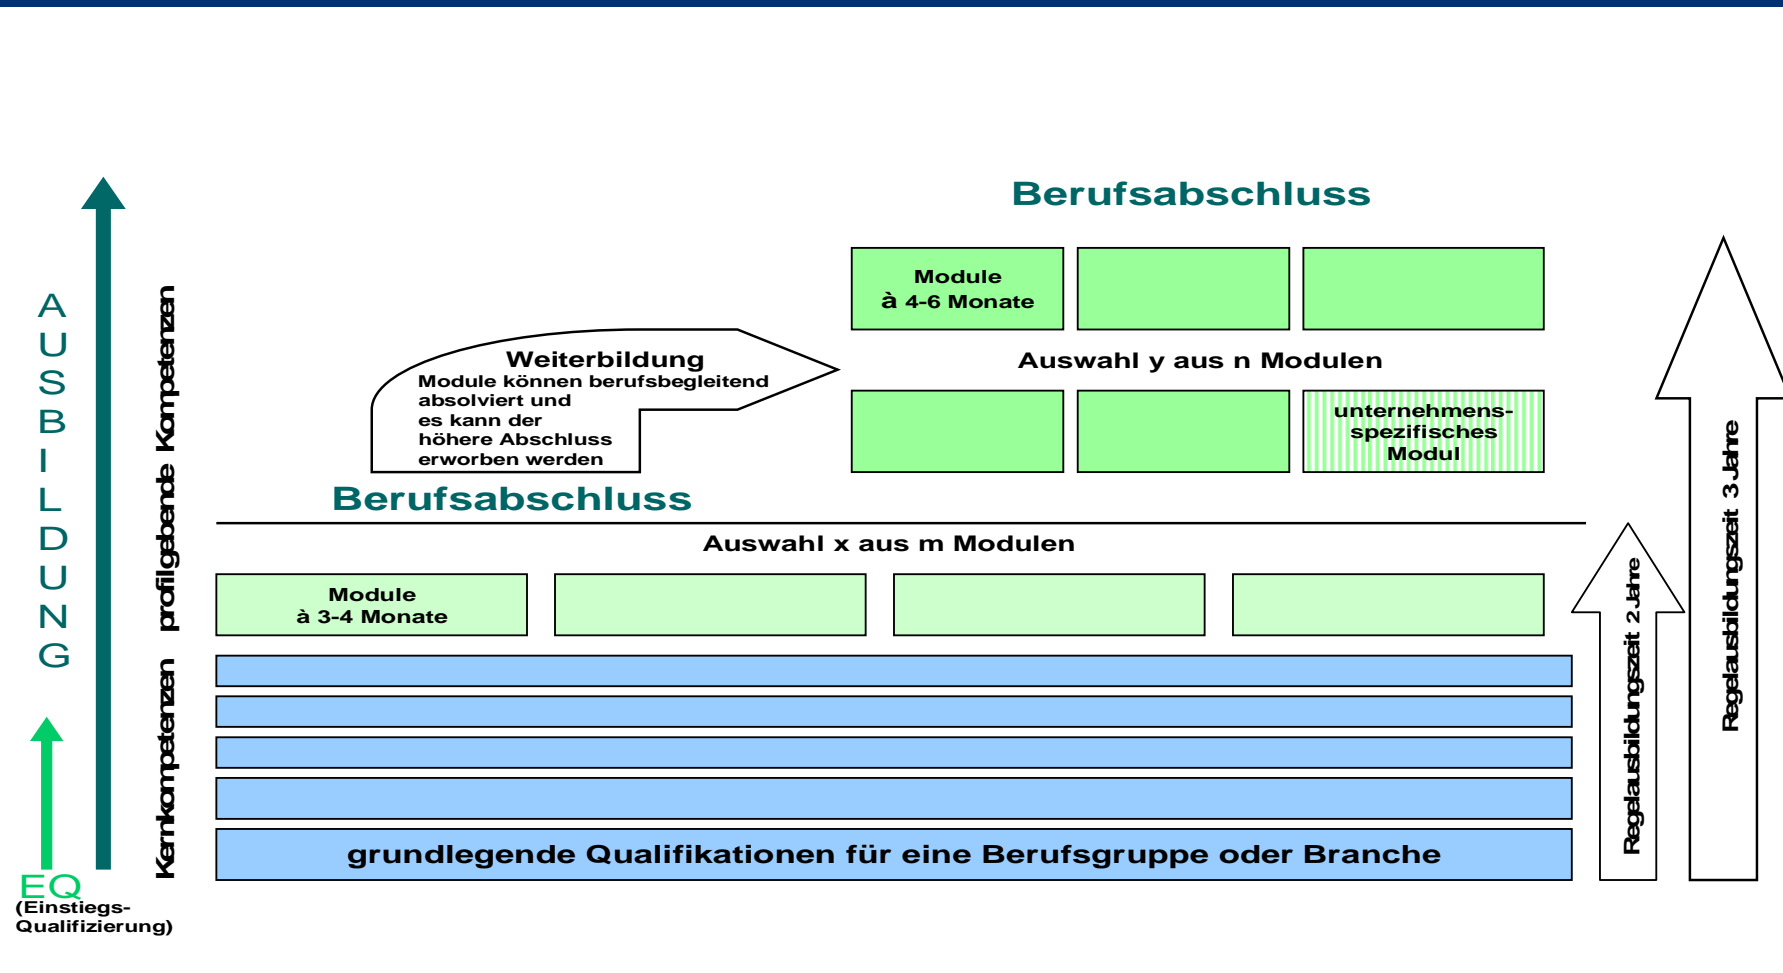 Berufsabschluss
Module
à 4-6 Monate
Weiterbildung
Module können berufsbegleitend
absolviert und
es kann der
höhere Abschluss
erworben werden
Auswahl y aus n Modulen
unternehmens-
spezifisches
Modul
Berufsabschluss
Auswahl x aus m Modulen
Module
à 3-4 Monate
grundlegende Qualifikationen für eine Berufsgruppe oder Branche
AUSBILDUNG
EQ
(Einstiegs-
Qualifizierung)
Kernkompetenzen profilgebende Kompetenzen
Regelausbildungszeit 2 Jahre
Regelausbildungszeit 3 Jahre